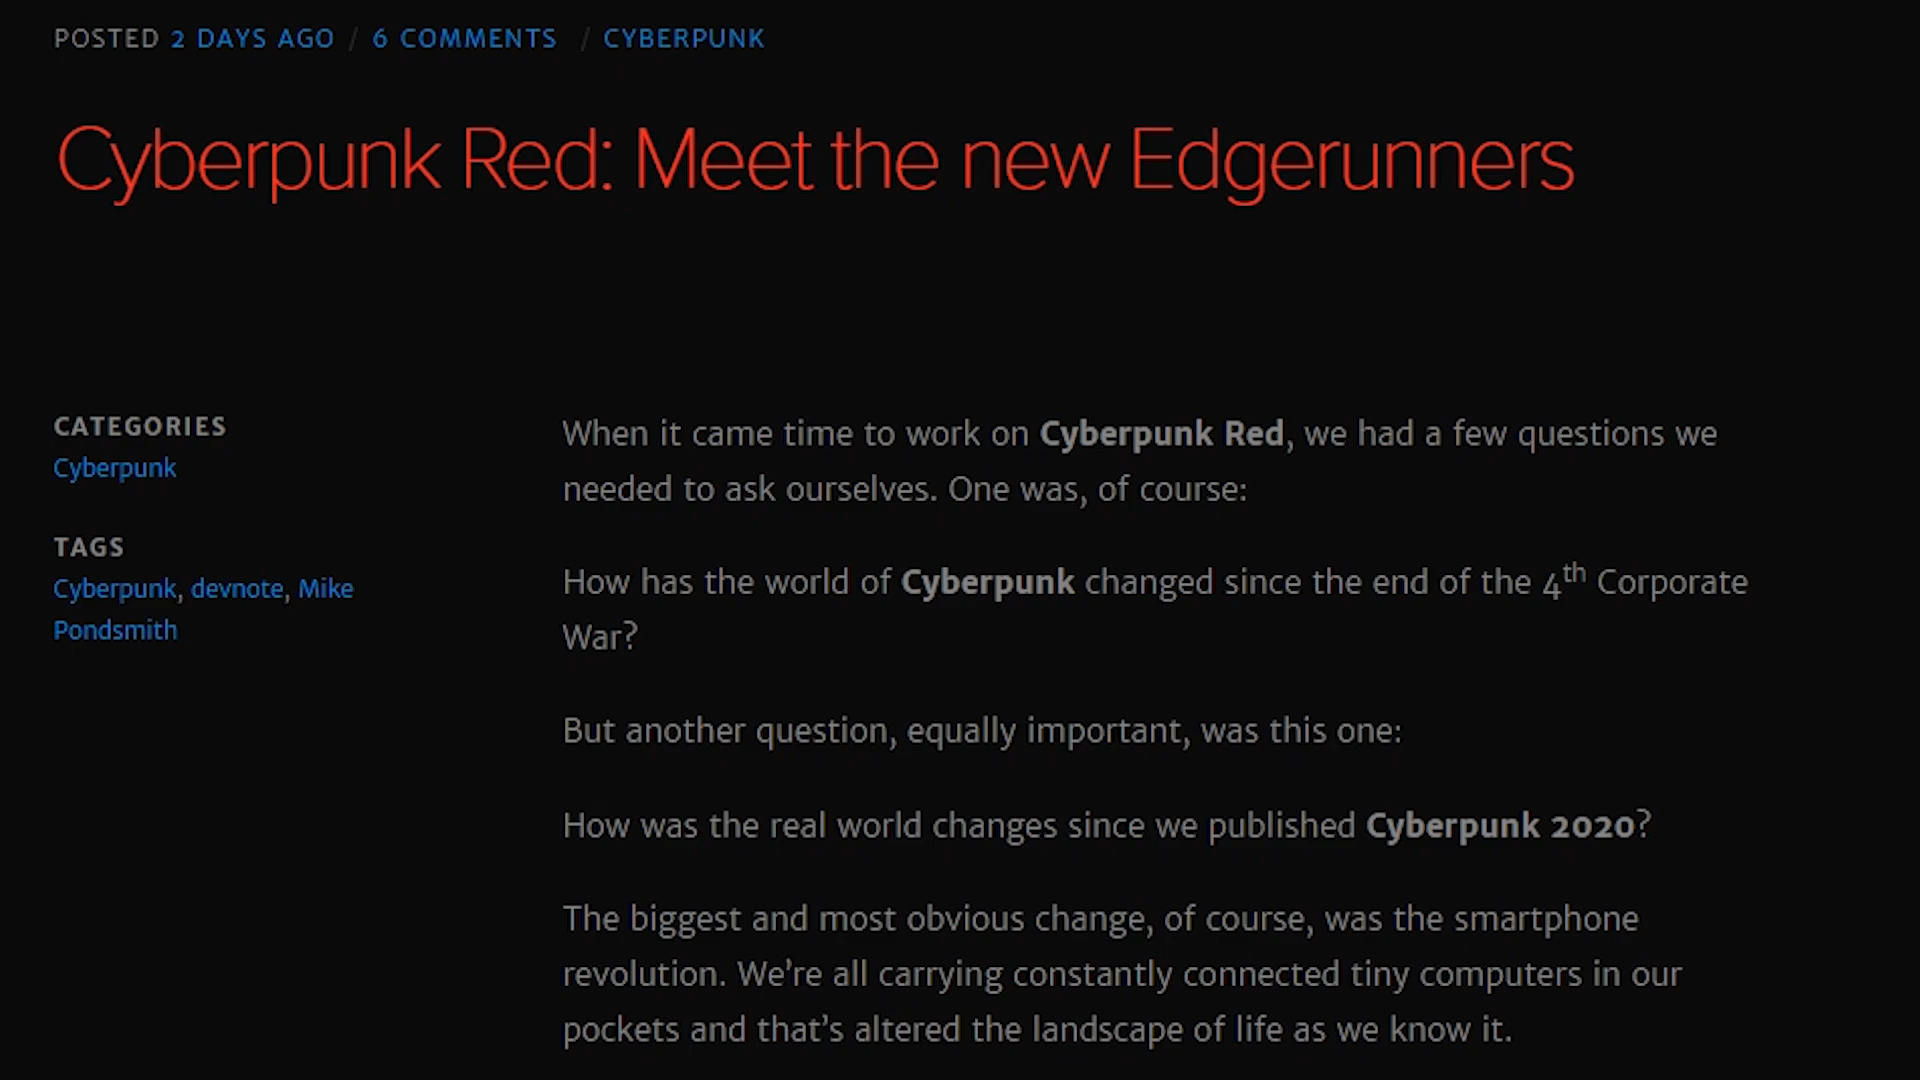 POSTED 2 DAYS AGO / 6 COMMENTS / CYBERPUNK
Cyberpunk Red: Meet the new Edgerunners
CATEGORIES
Cyberpunk
TAGS
Cyberpunk, devnote, Mike
Pondsmith
When it came time to work on Cyberpunk Red, we had a few questions we
needed to ask ourselves. One was, of course:
How has the world of Cyberpunk changed since the end of the 4th Corporate
War?
But another question, equally important, was this one:
How was the real world changes since we published Cyberpunk 2020?
The biggest and most obvious change, of course, was the smartphone
revolution. We’re all carrying constantly connected tiny computers in our
pockets and that’s altered the landscape of life as we know it.